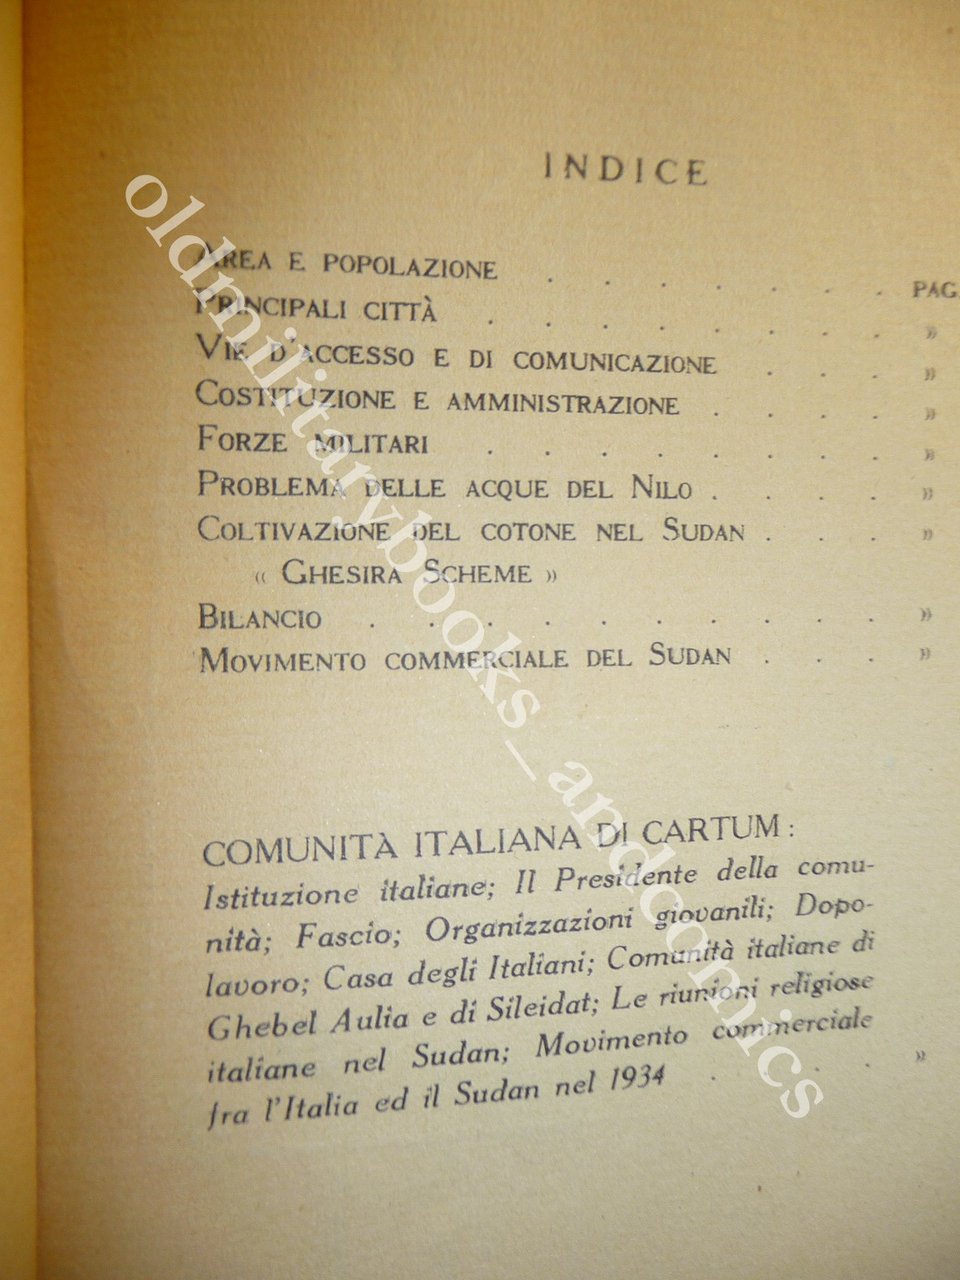 INDICE
AREA E POPOLAZIONE . . . . . . . PAG.
PRINCIPALI CITTÀ . . . . . . . . »
VIE D'ACCESSO E DI COMUNICAZIONE . . . »
COSTITUZIONE E AMMINISTRAZIONE . . . . »
FORZE MILITARI . . . . . . . . »
PROBLEMA DELLE ACQUE DEL NILO . . . . »
COLTIVAZIONE DEL COTONE NEL SUDAN . . . »
« GHESIRA SCHEME »
BILANCIO . . . . . . . . . . »
MOVIMENTO COMMERCIALE DEL SUDAN . . . »
COMUNITÀ ITALIANA DI CARTUM:
Istituzione italiane; Il Presidente della comu-
nità; Fascio; Organizzazioni giovanili; Dopo-
lavoro; Casa degli Italiani; Comunità italiane di
Ghebel Aulia e di Sileidat; Le riunioni religiose
italiane nel Sudan; Movimento commerciale
fra l'Italia ed il Sudan nel 1934 . . . . »
oldmilitarybooks_andcomics